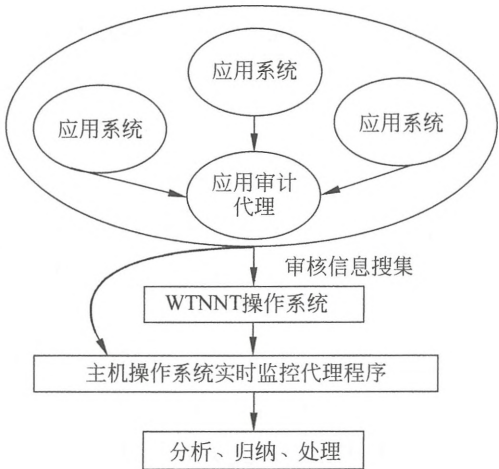 应用系统
应用系统
应用系统
应用审计
代理
审核信息搜集
WTNNT操作系统
主机操作系统实时监控代理程序
分析、归纳、处理